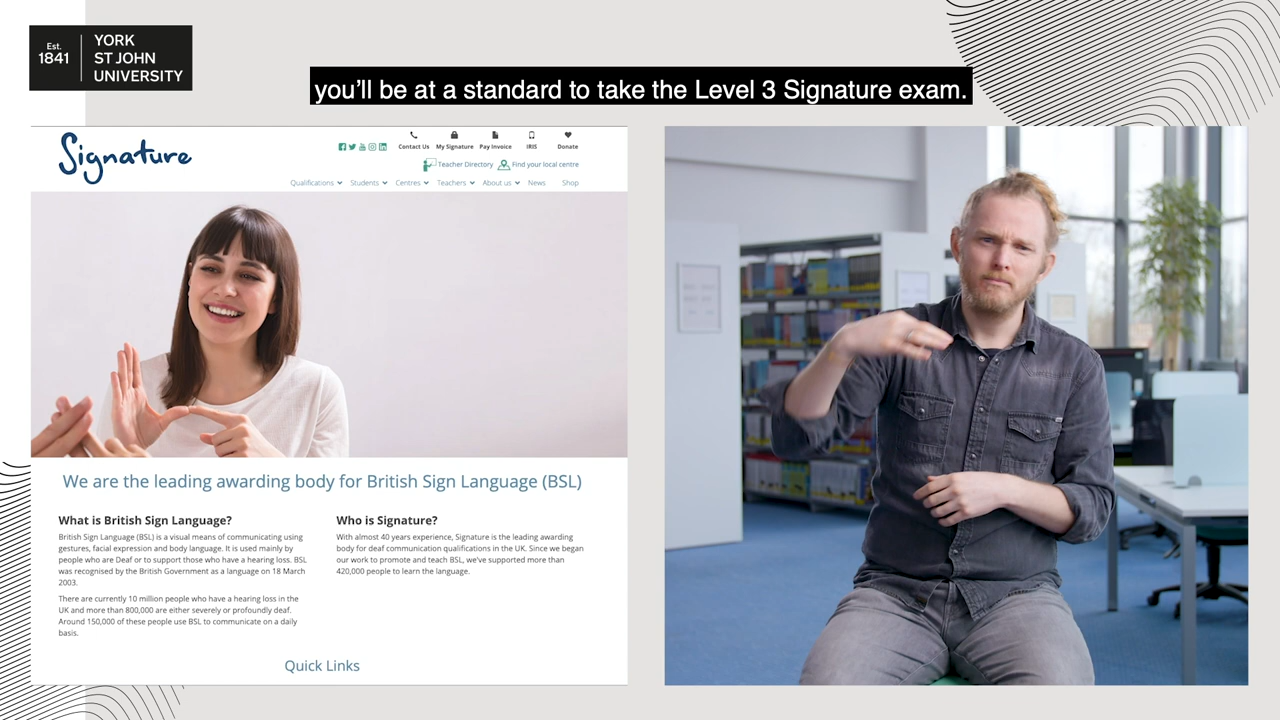 Est.
1841
YORK
ST JOHN
UNIVERSITY
you'll be at a standard to take the Level 3 Signature exam.
Signature
Contact Us My Signature Pay Invoice IRIS Donate
Teacher Directory Find your local centre
Qualifications Students Centres Teachers About us News Shop
We are the leading awarding body for British Sign Language (BSL)
What is British Sign Language?
British Sign Language (BSL) is a visual means of communicating using
gestures, facial expression and body language. It is used mainly by
people who are Deaf or to support those who have a hearing loss. BSL
was recognised by the British Government as a language on 18 March
2003.
There are currently 10 million people who have a hearing loss in the
UK and more than 800,000 are either severely or profoundly deaf.
Around 150,000 of these people use BSL to communicate on a daily
basis.
Who is Signature?
With almost 40 years experience, Signature is the leading awarding
body for deaf communication qualifications in the UK. Since we began
our work to promote and teach BSL, we've supported more than
420,000 people to learn the language.
Quick Links